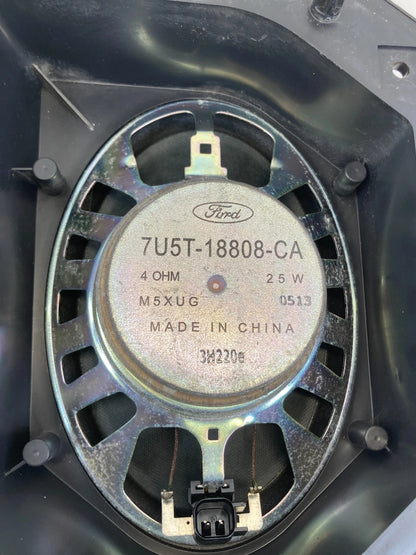 Ford
7U5T-18808-CA
4 OHM 25 W
M5XUG 0513
MADE IN CHINA
3H220e